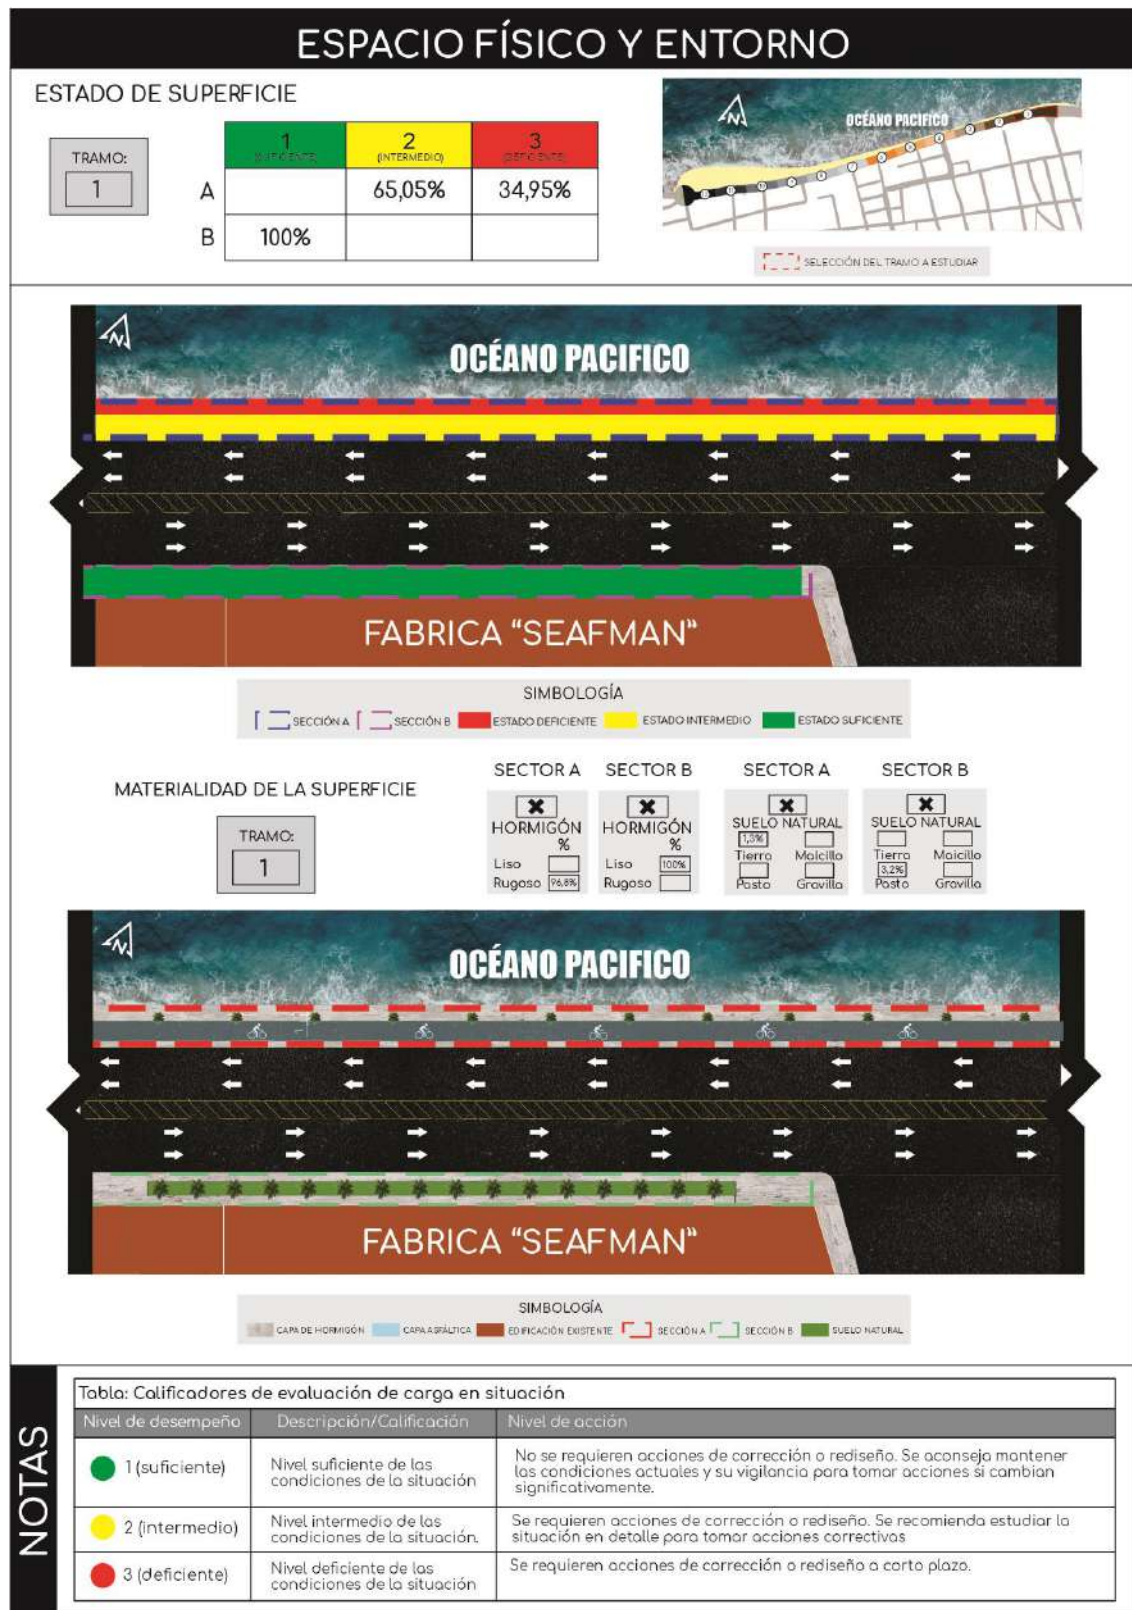 ESPACIO FÍSICO Y ENTORNO
ESTADO DE SUPERFICIE
TRAMO:
1
1 2 3
(SUFICIENTE) (INTERMEDIO) (DEFICIENTE)
A 65,05% 34,95%
B 100%
N
OCÉANO PACIFICO
SELECCIÓN DEL TRAMO A ESTUDIAR
N
OCÉANO PACIFICO
FABRICA “SEAFMAN”
SIMBOLOGÍA
SECCIÓN A SECCIÓN B ESTADO DEFICIENTE ESTADO INTERMEDIO ESTADO SUFICIENTE
MATERIALIDAD DE LA SUPERFICIE
TRAMO:
1
SECTOR A SECTOR B SECTOR A SECTOR B
HORMIGÓN HORMIGÓN SUELO NATURAL SUELO NATURAL
% % 1,3%
Liso Liso 100% Tierra Maicillo Tierra Maicillo
3,2%
Rugoso 96,8% Rugoso Pasto Gravilla Pasto Gravilla
N
OCÉANO PACIFICO
FABRICA “SEAFMAN”
SIMBOLOGÍA
CAPA DE HORMIGÓN CAPA ASFÁLTICA EDIFICACIÓN EXISTENTE SECCIÓN A SECCIÓN B SUELO NATURAL
NOTAS
Tabla: Calificadores de evaluación de carga en situación
Nivel de desempeño Descripción/Calificación Nivel de acción
1 (suficiente)
Nivel suficiente de las
condiciones de la situación
No se requieren acciones de corrección o rediseño. Se aconseja mantener
las condiciones actuales y su vigilancia para tomar acciones si cambian
significativamente.
2 (intermedio)
Nivel intermedio de las
condiciones de la situación.
Se requieren acciones de corrección o rediseño. Se recomienda estudiar la
situación en detalle para tomar acciones correctivas
3 (deficiente)
Nivel deficiente de las
condiciones de la situación
Se requieren acciones de corrección o rediseño a corto plazo.